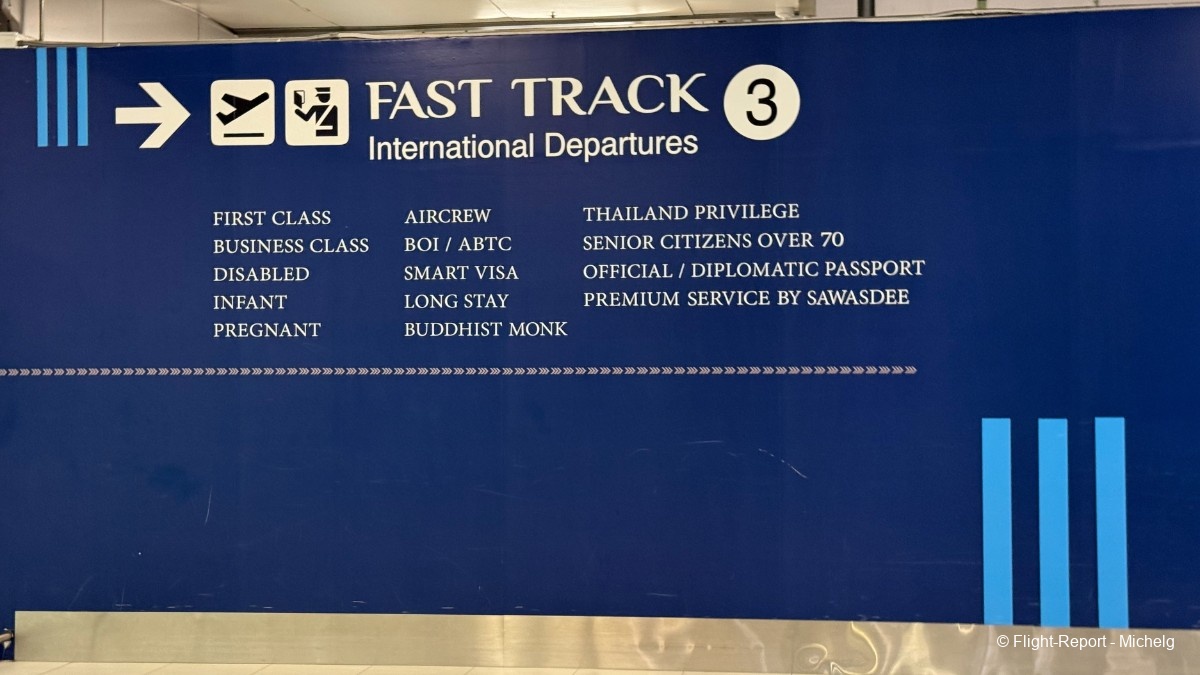 FAST TRACK 3
International Departures
FIRST CLASS
BUSINESS CLASS
DISABLED
INFANT
PREGNANT
AIRCREW
BOI / ABTC
SMART VISA
LONG STAY
BUDDHIST MONK
THAILAND PRIVILEGE
SENIOR CITIZENS OVER 70
OFFICIAL / DIPLOMATIC PASSPORT
PREMIUM SERVICE BY SAWASDEE
© Flight-Report - Michelg